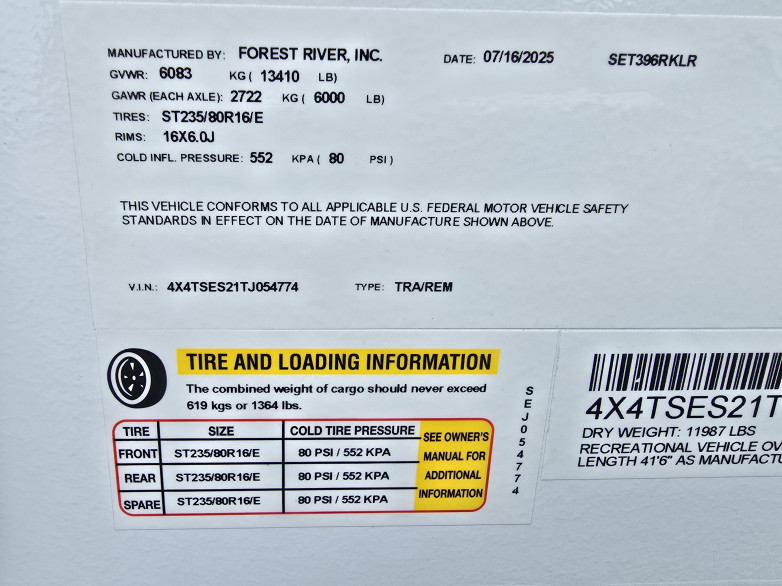 MANUFACTURED BY: FOREST RIVER, INC. DATE: 07/16/2025 SET396RKLR
GVWR: 6083 KG ( 13410 LB)
GAWR (EACH AXLE): 2722 KG ( 6000 LB)
TIRES: ST235/80R16/E
RIMS: 16X6.0J
COLD INFL. PRESSURE: 552 KPA ( 80 PSI )
THIS VEHICLE CONFORMS TO ALL APPLICABLE U.S. FEDERAL MOTOR VEHICLE SAFETY
STANDARDS IN EFFECT ON THE DATE OF MANUFACTURE SHOWN ABOVE.
V.I.N.: 4X4TSES21TJ054774 TYPE: TRA/REM
TIRE AND LOADING INFORMATION
The combined weight of cargo should never exceed
619 kgs or 1364 lbs.
TIRE SIZE COLD TIRE PRESSURE
FRONT ST235/80R16/E 80 PSI / 552 KPA
REAR ST235/80R16/E 80 PSI / 552 KPA
SPARE ST235/80R16/E 80 PSI / 552 KPA
SEE OWNER'S
MANUAL FOR
ADDITIONAL
INFORMATION
SEJ054774
4X4TSES21T
DRY WEIGHT: 11987 LBS
RECREATIONAL VEHICLE OV
LENGTH 41'6" AS MANUFACTU